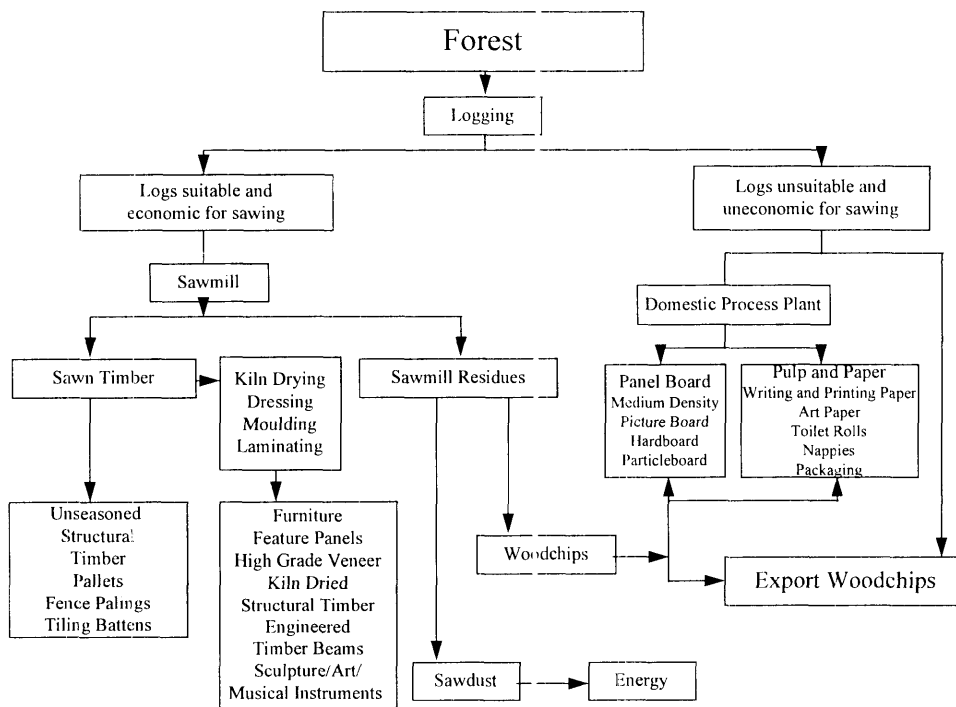 Forest
Logging
Logs suitable and
economic for sawing
Logs unsuitable and
uneconomic for sawing
Sawmill
Domestic Process Plant
Sawn Timber
Kiln Drying
Dressing
Moulding
Laminating
Sawmill Residues
Panel Board
Medium Density
Picture Board
Hardboard
Particleboard
Pulp and Paper
Writing and Printing Paper
Art Paper
Toilet Rolls
Nappies
Packaging
Unseasoned
Structural
Timber
Pallets
Fence Palings
Tiling Battens
Furniture
Feature Panels
High Grade Veneer
Kiln Dried
Structural Timber
Engineered
Timber Beams
Sculpture/Art/
Musical Instruments
Woodchips
Export Woodchips
Sawdust
Energy